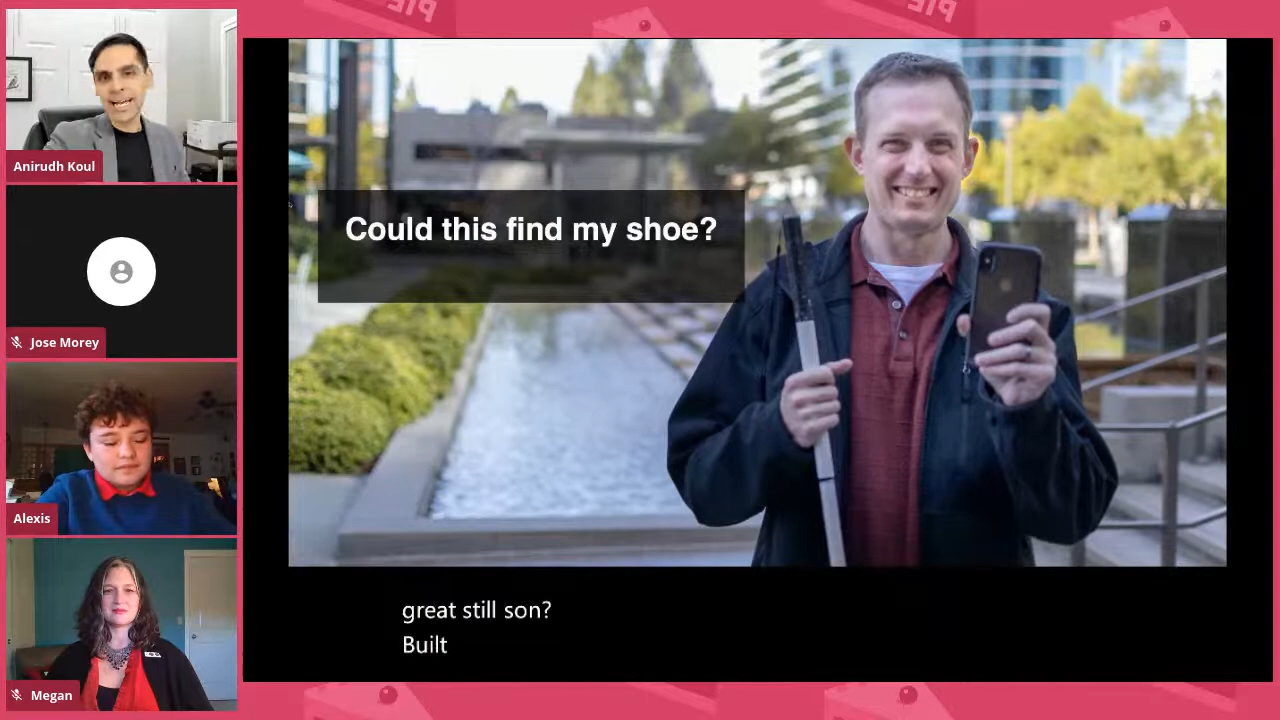 Anirudh Koul
Jose Morey
Alexis
Megan
Could this find my shoe?
great still son?
Built